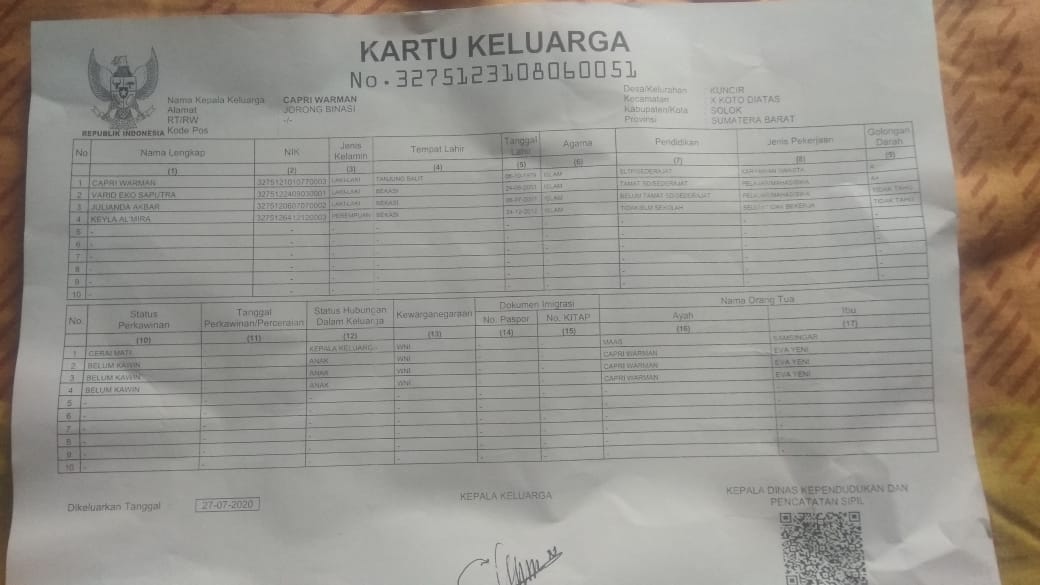 KARTU KELUARGA
No. 3275123108060051
Nama Kepala Keluarga CAPRI WARMAN
Alamat JORONG BINASI
RT/RW -/-
Kode Pos
Desa/Kelurahan : KUNCIR
Kecamatan : X KOTO DIATAS
Kabupaten/Kota : SOLOK
Provinsi : SUMATERA BARAT
REPUBLIK INDONESIA
No Nama Lengkap NIK Jenis Kelamin Tempat Lahir Tanggal Lahir Agama Pendidikan Jenis Pekerjaan Golongan Darah
(1) (2) (3) (4) (5) (6) (7) (8) (9)
1 CAPRI WARMAN 3275121010770003 LAKI-LAKI TANJUNG BALIT ISLAM SLTP/SEDERAJAT KARYAWAN SWASTA
2 VARID EKO SAPUTRA 3275122409030001 LAKI-LAKI BEKASI 24-09-2003 ISLAM TAMAT SD/SEDERAJAT PELAJAR/MAHASISWA A+
3 JULIANDA AKBAR 3275120607070002 LAKI-LAKI BEKASI 06-07-2007 ISLAM BELUM TAMAT SD/SEDERAJAT PELAJAR/MAHASISWA TIDAK TAHU
4 KEYLA AL'MIRA 3275126412120003 PEREMPUAN BEKASI 24-12-2012 ISLAM TIDAK/BLM SEKOLAH BELUM/TIDAK BEKERJA TIDAK TAHU
5 - - - - - - - - -
6 - - - - - - - - -
7 - - - - - - - - -
8 - - - - - - - - -
9 - - - - - - - - -
10 - - - - - - - - -
No. Status Perkawinan Tanggal Perkawinan/Perceraian Status Hubungan Dalam Keluarga Kewarganegaraan Dokumen Imigrasi Nama Orang Tua
No. Paspor No. KITAP Ayah Ibu
(10) (11) (12) (13) (14) (15) (16) (17)
1 CERAI MATI KEPALA KELUARGA WNI MAAS SAMSINGAR
2 BELUM KAWIN ANAK WNI CAPRI WARMAN EVA YENI
3 BELUM KAWIN ANAK WNI CAPRI WARMAN EVA YENI
4 BELUM KAWIN ANAK WNI CAPRI WARMAN EVA YENI
5 - - - - - - - -
6 - - - - - - - -
7 - - - - - - - -
8 - - - - - - - -
9 - - - - - - - -
10 - - - - - - - -
Dikeluarkan Tanggal : 27-07-2020
KEPALA KELUARGA
KEPALA DINAS KEPENDUDUKAN DAN
PENCATATAN SIPIL